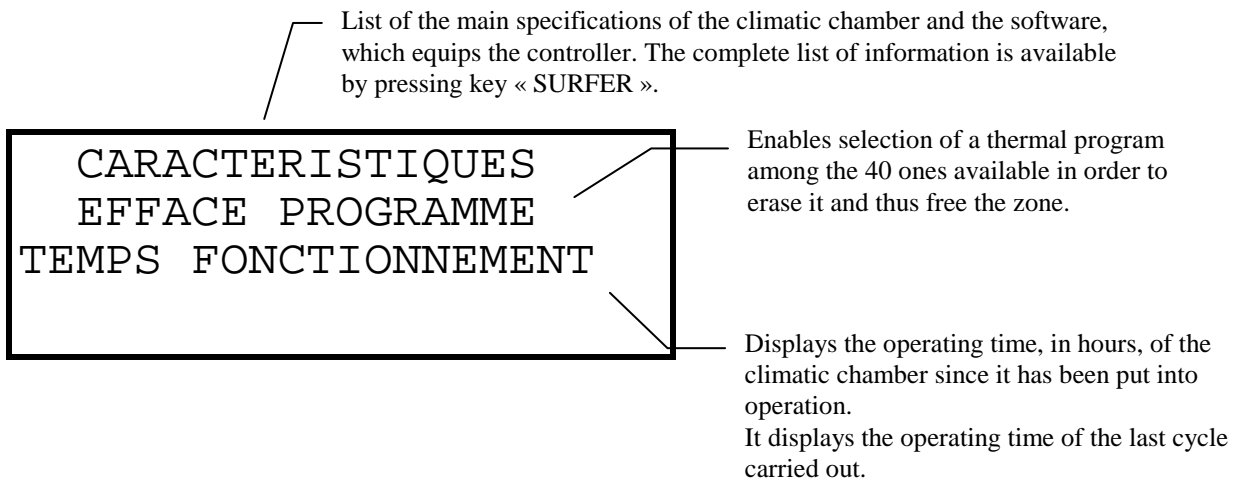 List of the main specifications of the climatic chamber and the software,
which equips the controller. The complete list of information is available
by pressing key « SURFER ».
CARACTERISTIQUES
EFFACE PROGRAMME
TEMPS FONCTIONNEMENT
Enables selection of a thermal program
among the 40 ones available in order to
erase it and thus free the zone.
Displays the operating time, in hours, of the
climatic chamber since it has been put into
operation.
It displays the operating time of the last cycle
carried out.